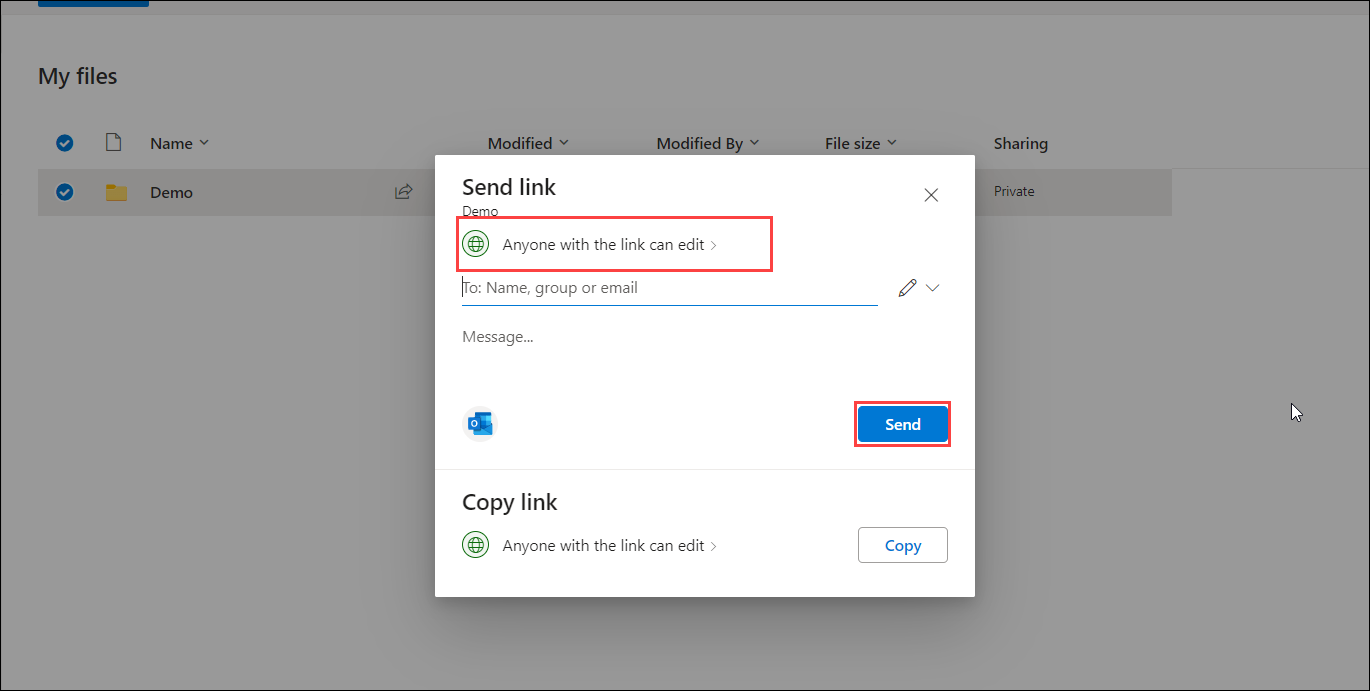 My files
Name Modified Modified By File size Sharing
Demo Private
Send link
Demo
Anyone with the link can edit
To: Name, group or email
Message...
Send
Copy link
Anyone with the link can edit
Copy